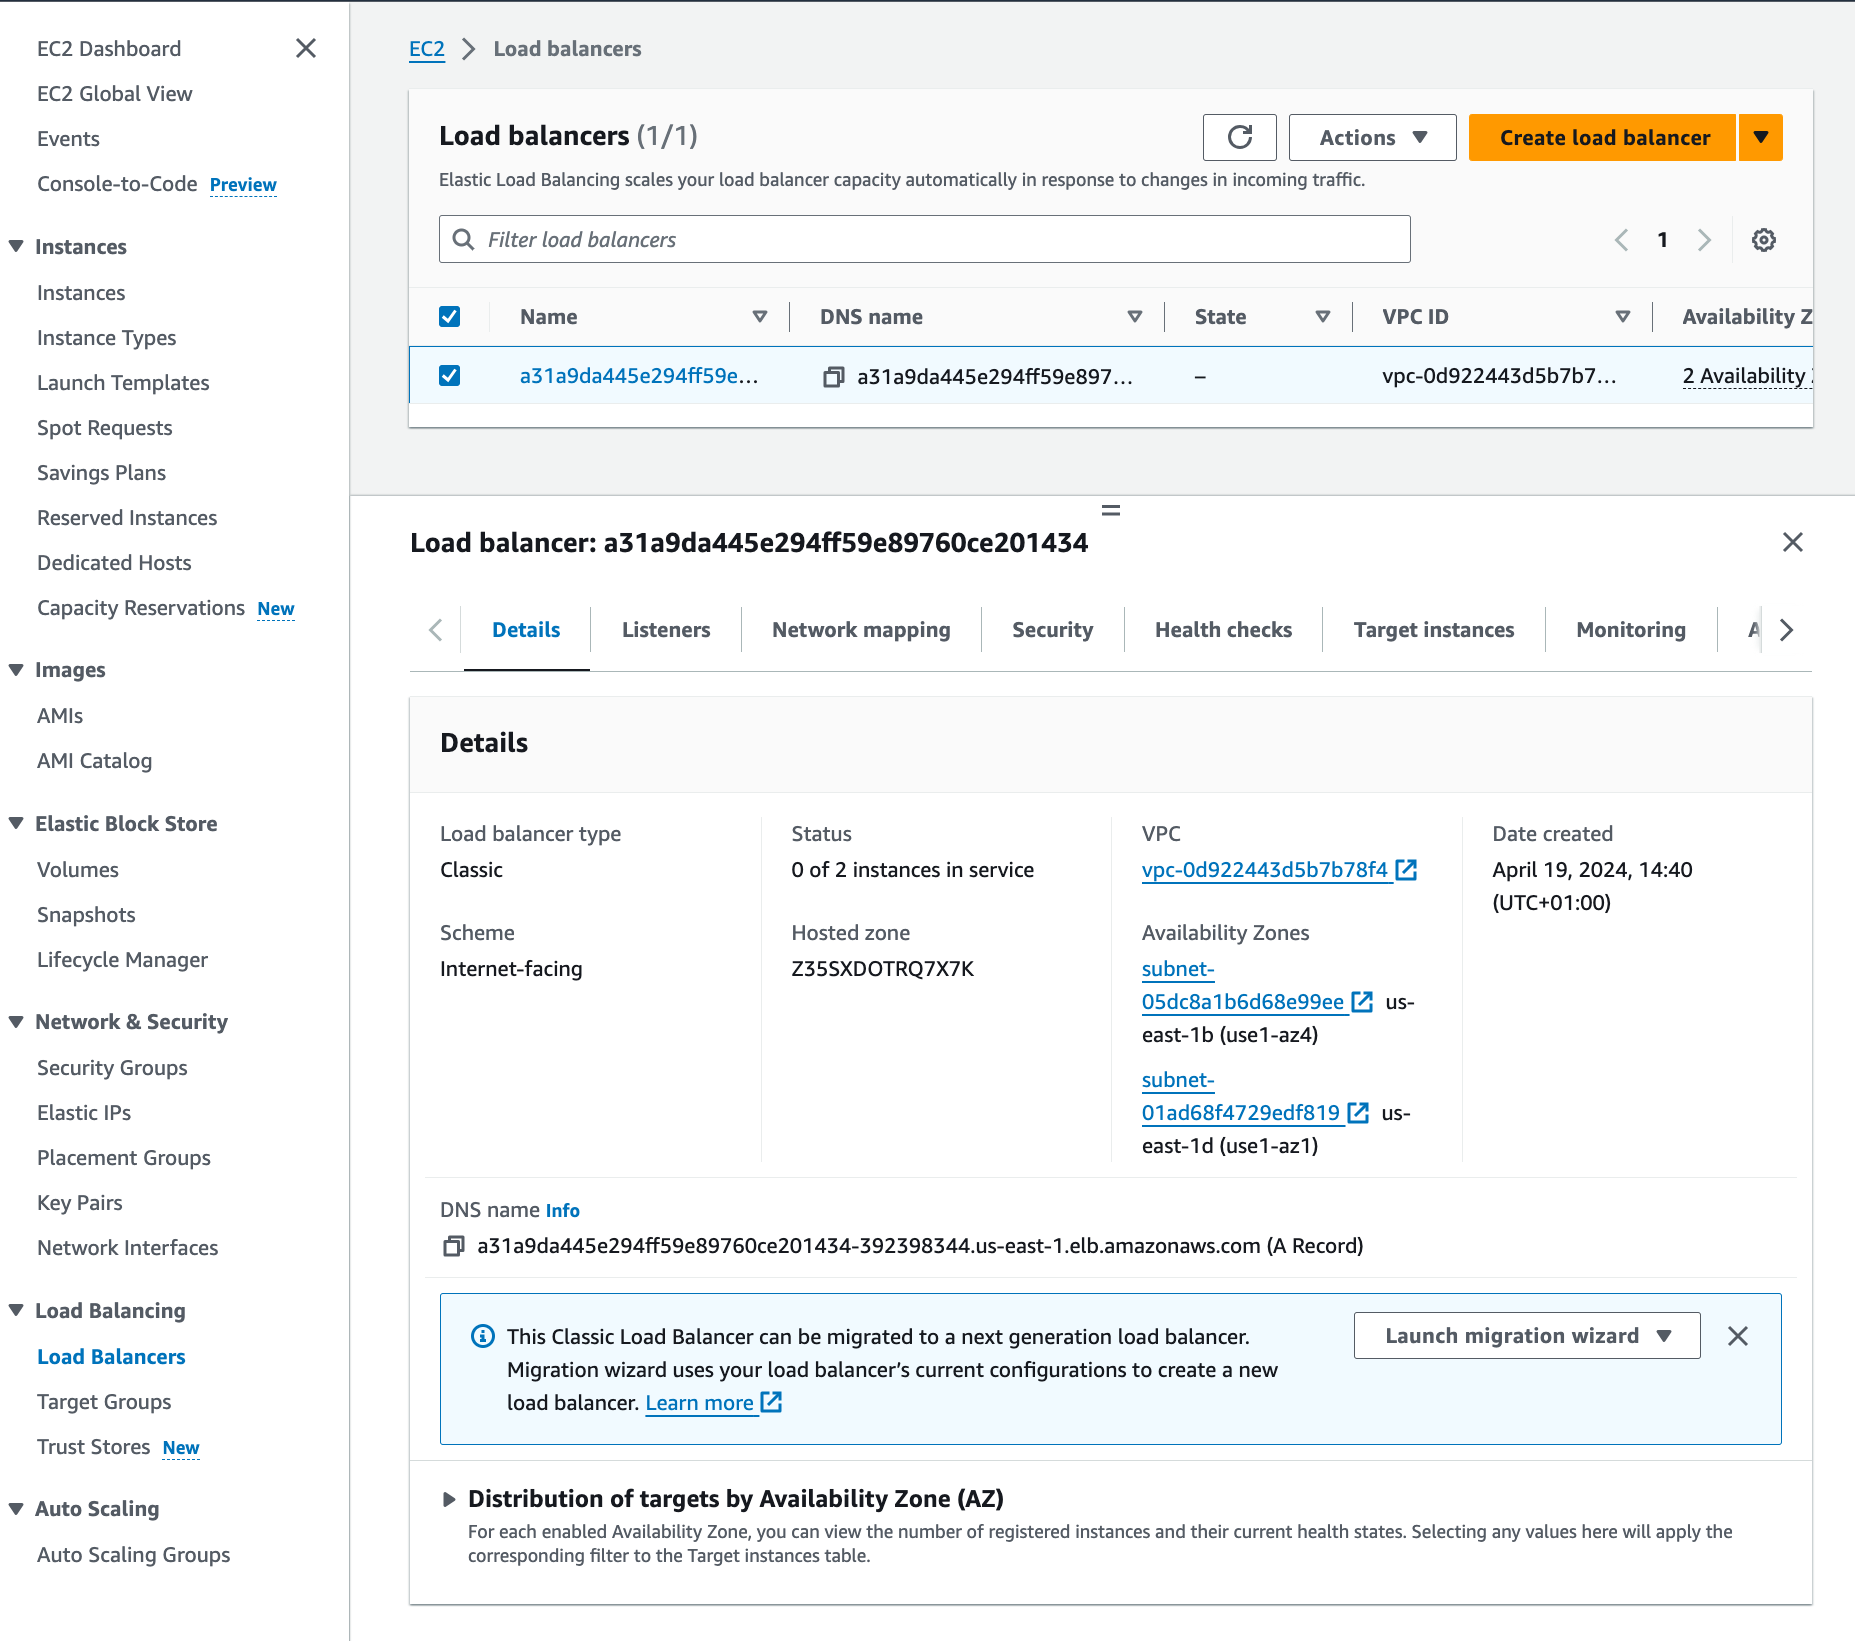 EC2 Dashboard
EC2 Global View
Events
Console-to-Code Preview
Instances
Instances
Instance Types
Launch Templates
Spot Requests
Savings Plans
Reserved Instances
Dedicated Hosts
Capacity Reservations New
Images
AMIs
AMI Catalog
Elastic Block Store
Volumes
Snapshots
Lifecycle Manager
Network & Security
Security Groups
Elastic IPs
Placement Groups
Key Pairs
Network Interfaces
Load Balancing
Load Balancers
Target Groups
Trust Stores New
Auto Scaling
Auto Scaling Groups
EC2 > Load balancers
Load balancers (1/1)
Actions
Create load balancer
Elastic Load Balancing scales your load balancer capacity automatically in response to changes in incoming traffic.
Filter load balancers
1
Name DNS name State VPC ID Availability Z
a31a9da445e294ff59e... a31a9da445e294ff59e897... – vpc-0d922443d5b7b7... 2 Availability
Load balancer: a31a9da445e294ff59e89760ce201434
Details Listeners Network mapping Security Health checks Target instances Monitoring A
Details
Load balancer type
Classic
Scheme
Internet-facing
Status
0 of 2 instances in service
Hosted zone
Z35SXDOTRQ7X7K
VPC
vpc-0d922443d5b7b78f4
Availability Zones
subnet-
05dc8a1b6d68e99ee us-
east-1b (use1-az4)
subnet-
01ad68f4729edf819 us-
east-1d (use1-az1)
Date created
April 19, 2024, 14:40
(UTC+01:00)
DNS name Info
a31a9da445e294ff59e89760ce201434-392398344.us-east-1.elb.amazonaws.com (A Record)
This Classic Load Balancer can be migrated to a next generation load balancer.
Migration wizard uses your load balancer’s current configurations to create a new
load balancer. Learn more
Launch migration wizard
Distribution of targets by Availability Zone (AZ)
For each enabled Availability Zone, you can view the number of registered instances and their current health states. Selecting any values here will apply the
corresponding filter to the Target instances table.